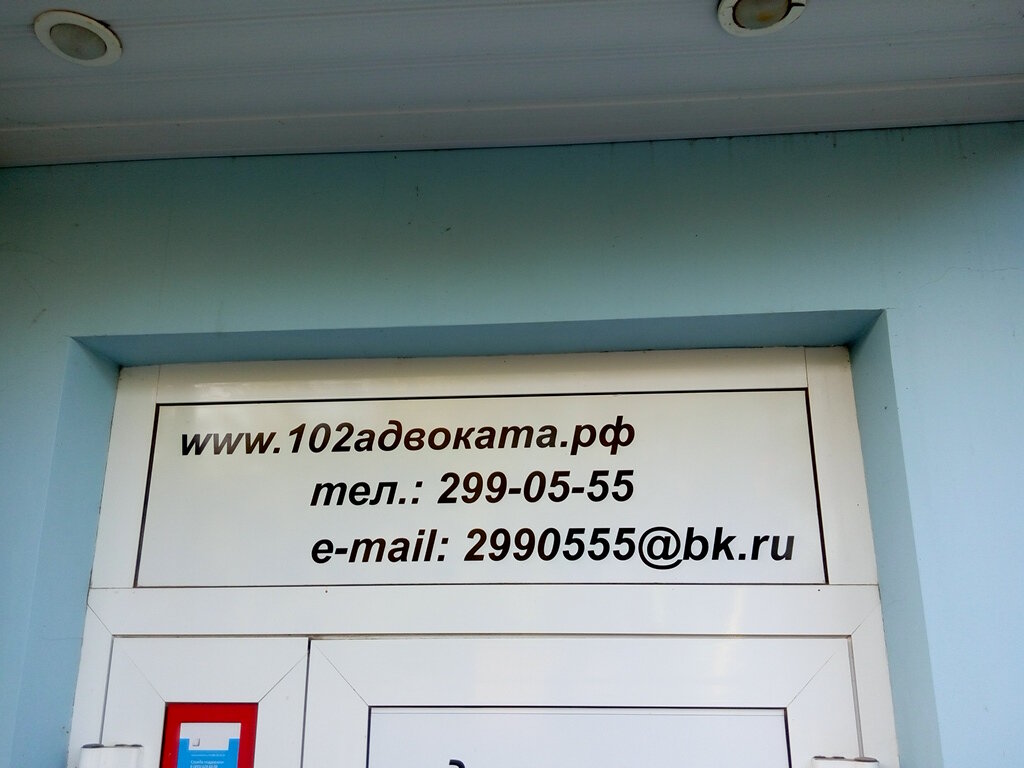 www.102адвоката.рф
тел.: 299-05-55
e-mail: 2990555@bk.ru